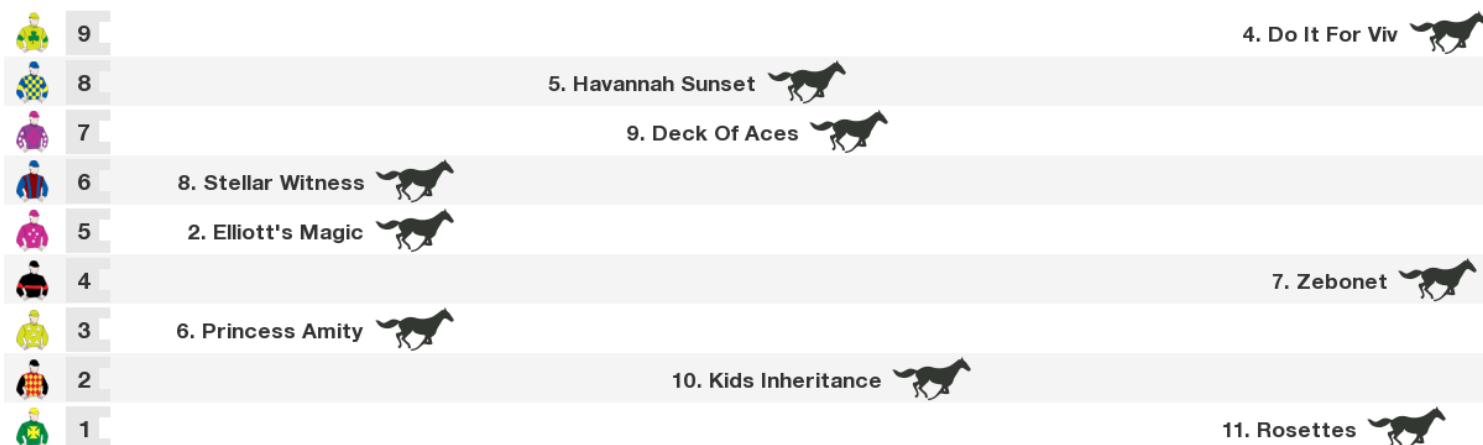 9 4. Do It For Viv
8 5. Havannah Sunset
7 9. Deck Of Aces
6 8. Stellar Witness
5 2. Elliott's Magic
4 7. Zebonet
3 6. Princess Amity
2 10. Kids Inheritance
1 11. Rosettes